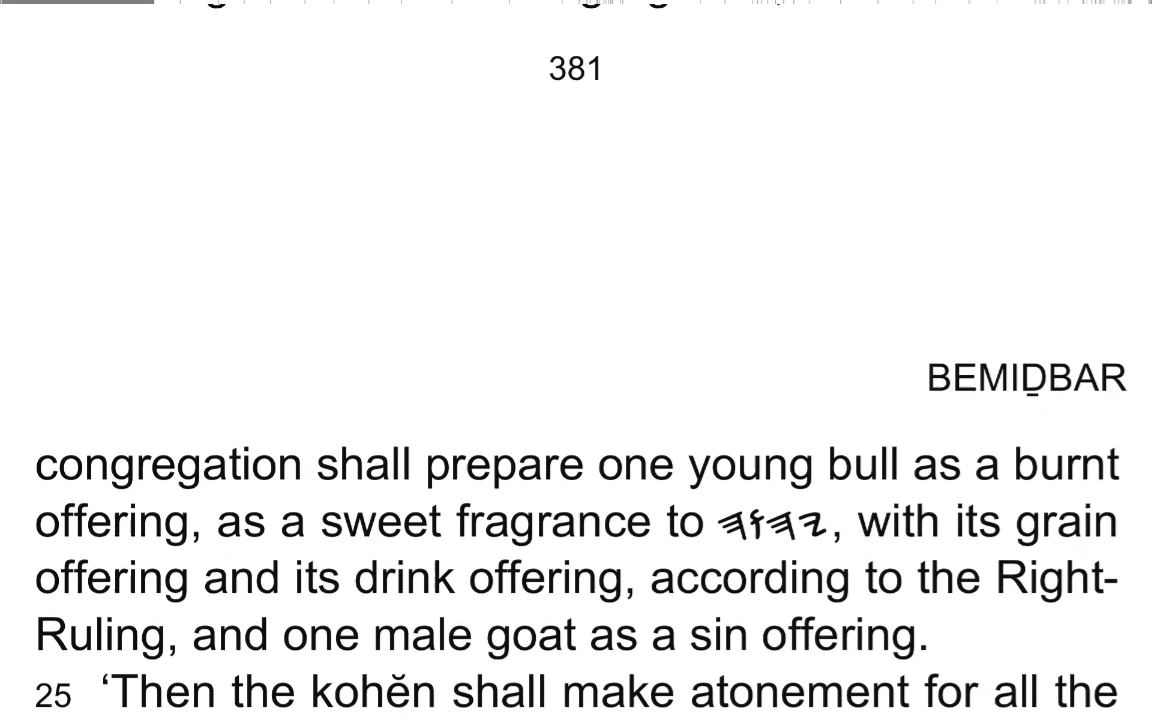 381
BEMIḎBAR
congregation shall prepare one young bull as a burnt
offering, as a sweet fragrance to 𐤉𐤄𐤅𐤄, with its grain
offering and its drink offering, according to the Right-
Ruling, and one male goat as a sin offering.
25 ‘Then the kohĕn shall make atonement for all the